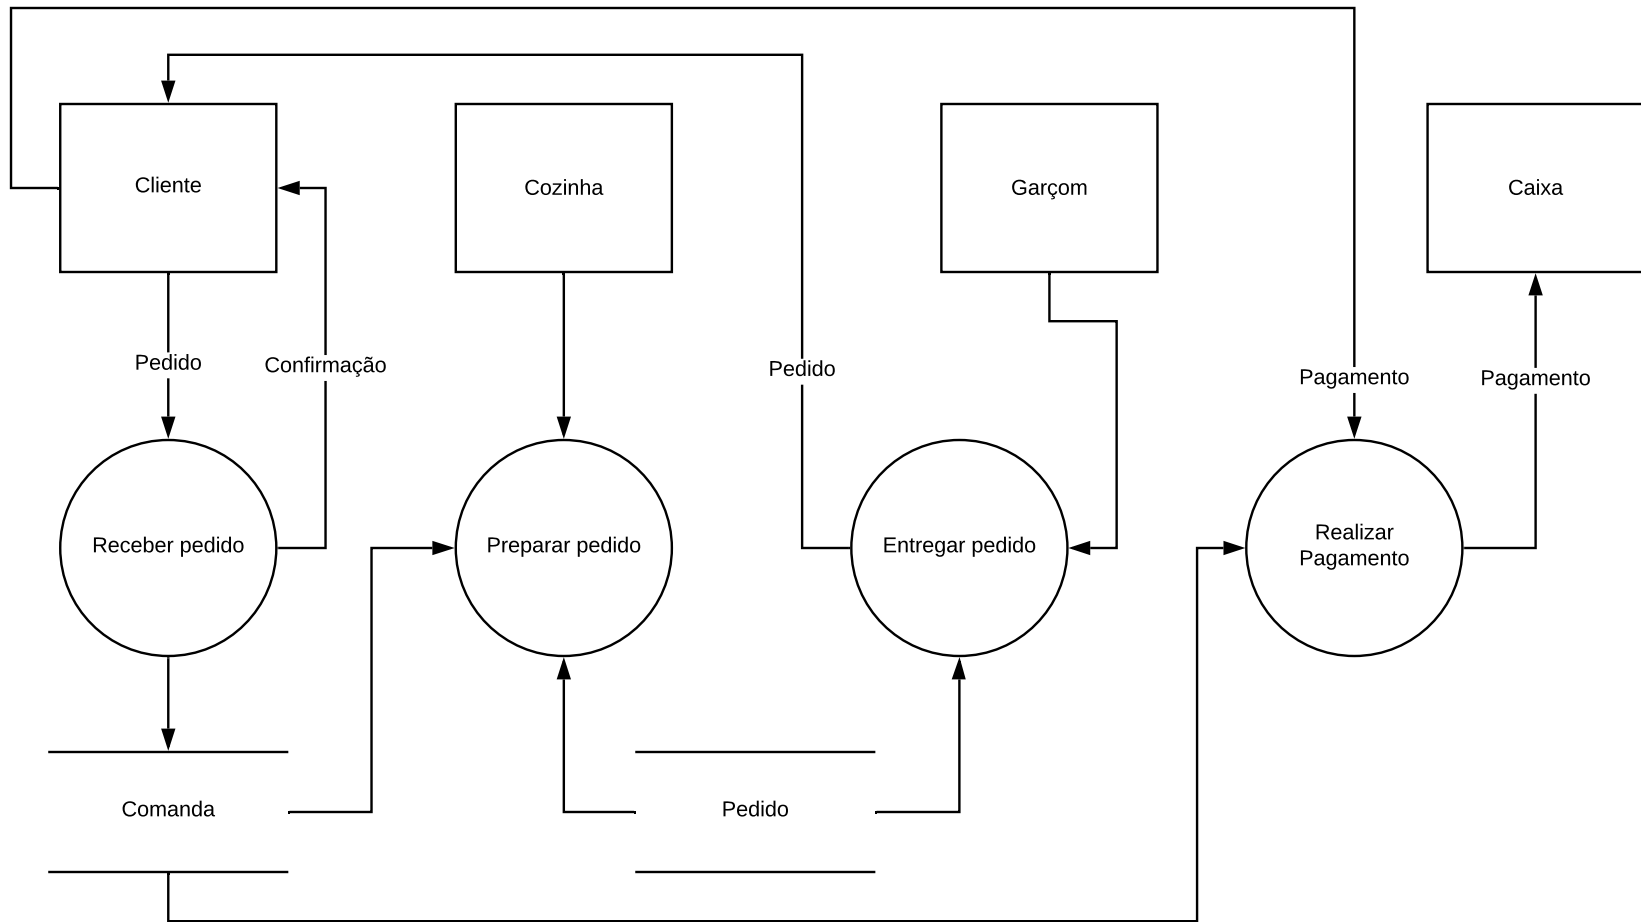 Cliente
Cozinha
Garçom
Caixa
Pedido
Confirmação
Pedido
Pagamento
Pagamento
Receber pedido
Preparar pedido
Entregar pedido
Realizar
Pagamento
Comanda
Pedido